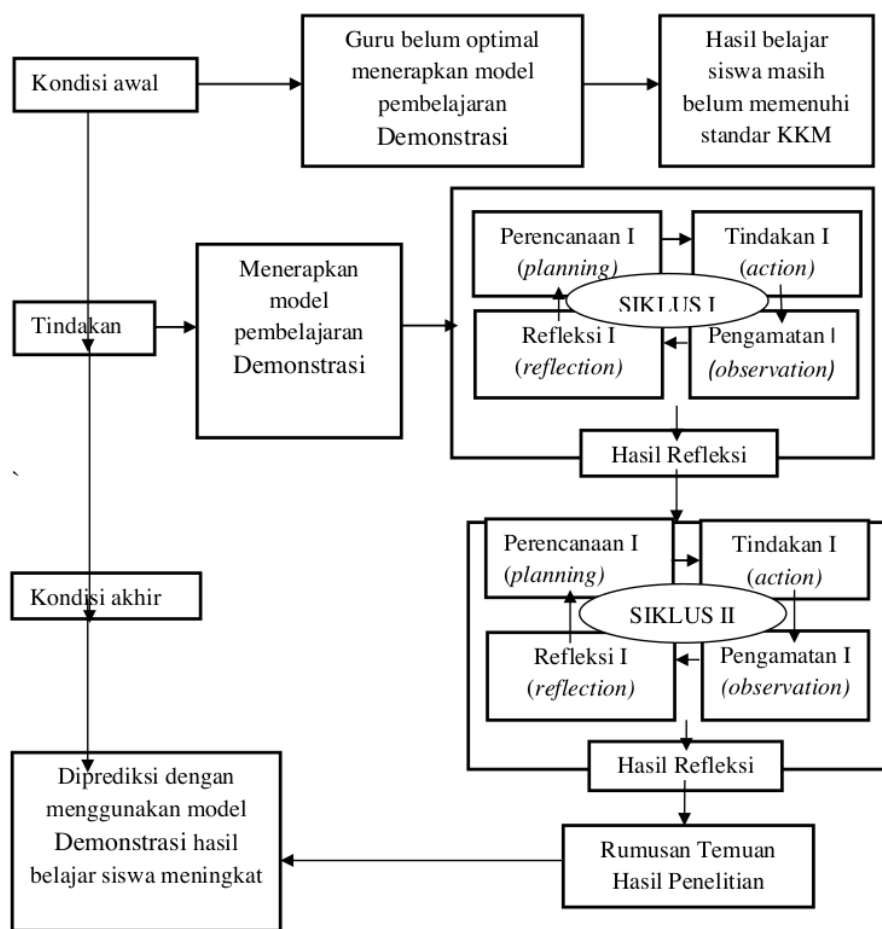 Kondisi awal
Guru belum optimal
menerapkan model
pembelajaran
Demonstrasi
Hasil belajar
siswa masih
belum memenuhi
standar KKM
Tindakan
Menerapkan
model
pembelajaran
Demonstrasi
Perencanaan I
(planning)
Tindakan I
(action)
SIKLUS I
Refleksi I
(reflection)
Pengamatan I
(observation)
Hasil Refleksi
`
Perencanaan I
(planning)
Tindakan I
(action)
SIKLUS II
Refleksi I
(reflection)
Pengamatan I
(observation)
Hasil Refleksi
Kondisi akhir
Diprediksi dengan
menggunakan model
Demonstrasi hasil
belajar siswa meningkat
Rumusan Temuan
Hasil Penelitian